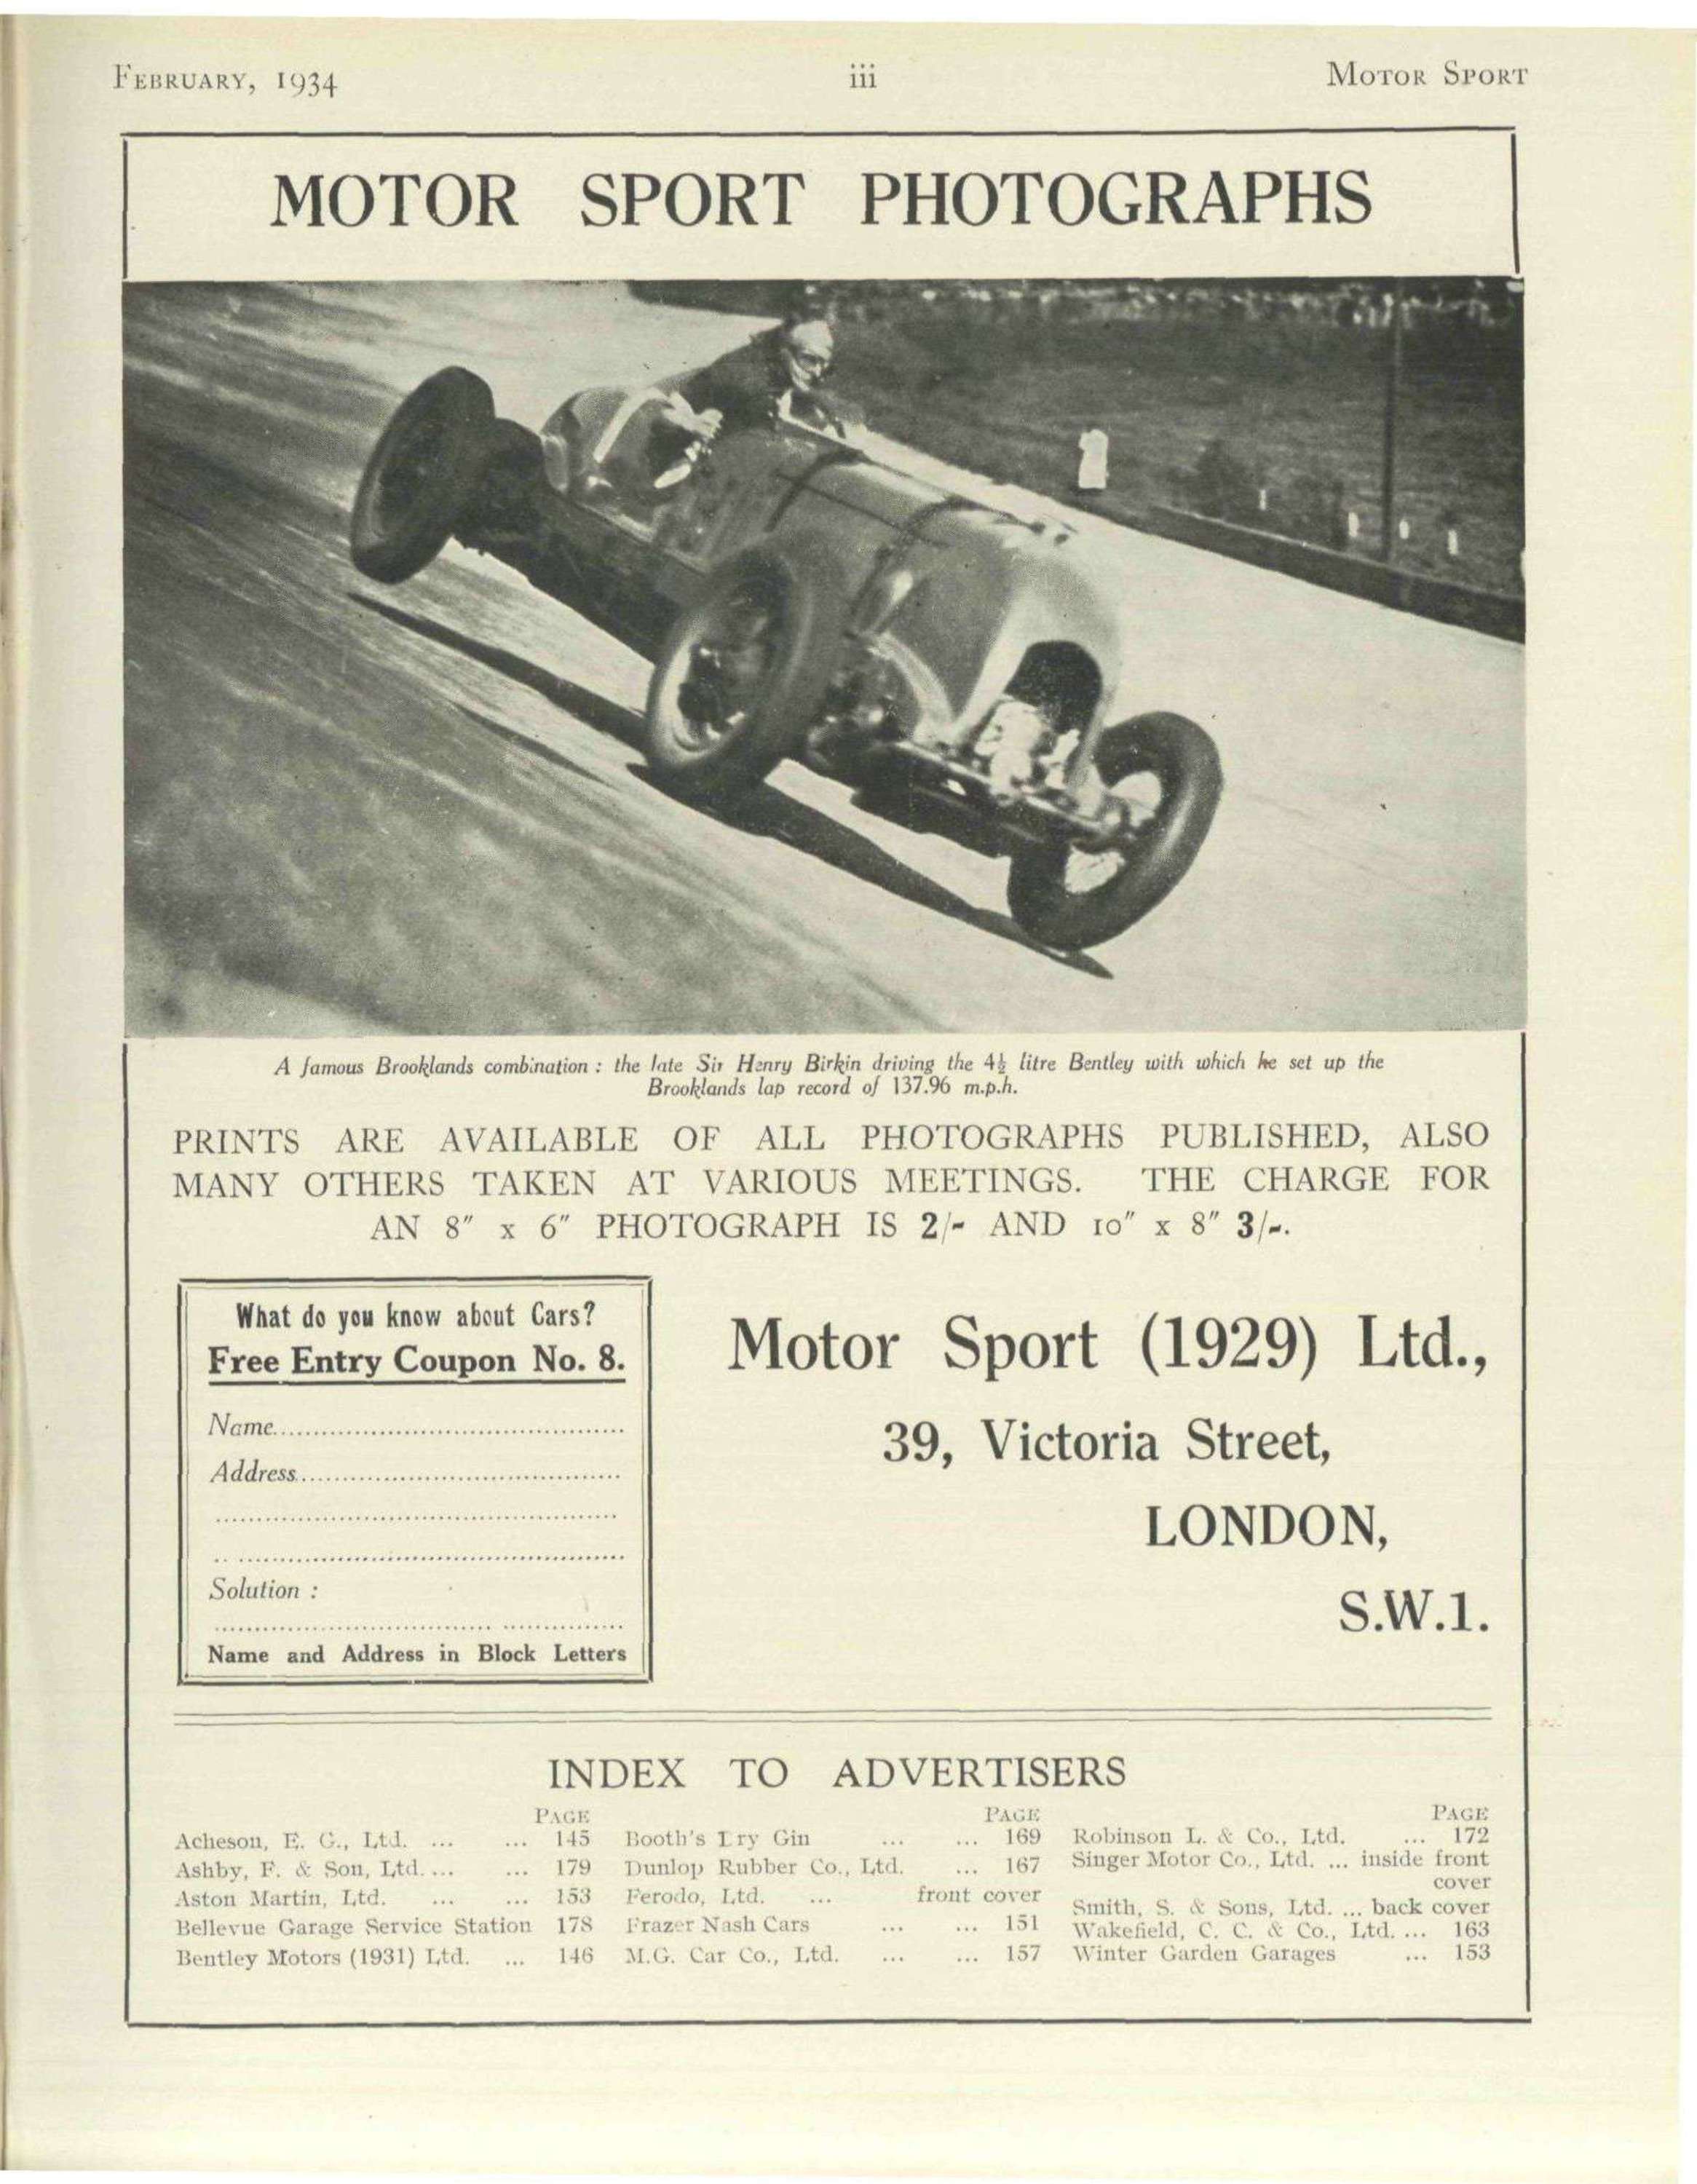 FEBRUARY, 1934
iii
MOTOR SPORT
MOTOR SPORT PHOTOGRAPHS
A famous Brooklands combination : the late Sir Henry Birkin driving the 4½ litre Bentley with which he set up the
Brooklands lap record of 137.96 m.p.h.
PRINTS ARE AVAILABLE OF ALL PHOTOGRAPHS PUBLISHED, ALSO
MANY OTHERS TAKEN AT VARIOUS MEETINGS. THE CHARGE FOR
AN 8″ x 6″ PHOTOGRAPH IS 2/- AND 10″ x 8″ 3/-.
What do you know about Cars?
Free Entry Coupon No. 8.
Name
Address
Solution :
Name and Address in Block Letters
Motor Sport (1929) Ltd.,
39, Victoria Street,
LONDON,
S.W.1.
INDEX TO ADVERTISERS
PAGE
Acheson, E. G., Ltd. ... ... 145
Ashby, F. & Son, Ltd. ... ... 179
Aston Martin, Ltd. ... ... 153
Bellevue Garage Service Station 178
Bentley Motors (1931) Ltd. ... 146
PAGE
Booth's Dry Gin ... ... 169
Dunlop Rubber Co., Ltd. ... 167
Ferodo, Ltd. ... front cover
Frazer Nash Cars ... ... 151
M.G. Car Co., Ltd. ... ... 157
PAGE
Robinson L. & Co., Ltd. ... 172
Singer Motor Co., Ltd. ... inside front
cover
Smith, S. & Sons, Ltd. ... back cover
Wakefield, C. C. & Co., Ltd. ... 163
Winter Garden Garages ... 153